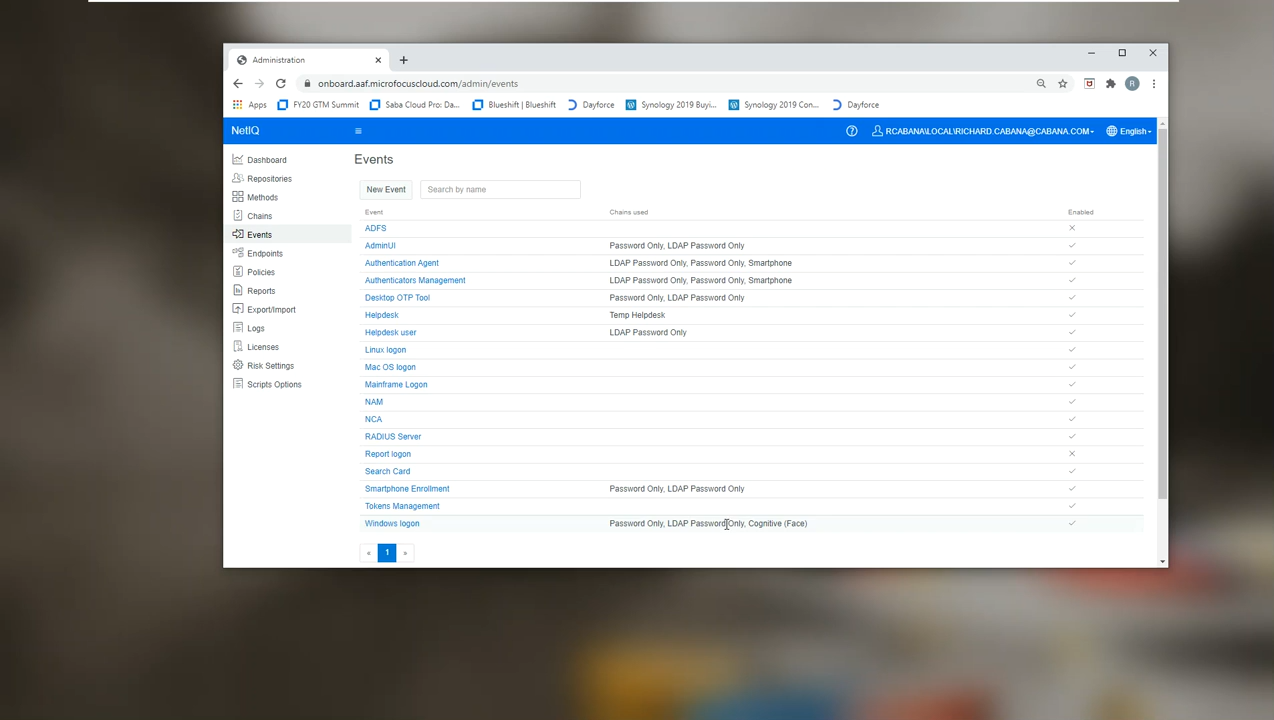 Administration
onboard.aaf.microfocuscloud.com/admin/events
Apps FY20 GTM Summit Saba Cloud Pro: Da... Blueshift | Blueshift Dayforce Synology 2019 Buyi... Synology 2019 Con... Dayforce
NetIQ RCABANA\LOCAL\RICHARD.CABANA@CABANA.COM English
Dashboard
Repositories
Methods
Chains
Events
Endpoints
Policies
Reports
Export/Import
Logs
Licenses
Risk Settings
Scripts Options
Events
New Event Search by name
Event Chains used Enabled
ADFS
AdminUI Password Only, LDAP Password Only
Authentication Agent LDAP Password Only, Password Only, Smartphone
Authenticators Management LDAP Password Only, Password Only, Smartphone
Desktop OTP Tool Password Only, LDAP Password Only
Helpdesk Temp Helpdesk
Helpdesk user LDAP Password Only
Linux logon
Mac OS logon
Mainframe Logon
NAM
NCA
RADIUS Server
Report logon
Search Card
Smartphone Enrollment Password Only, LDAP Password Only
Tokens Management
Windows logon Password Only, LDAP Password Only, Cognitive (Face)
« 1 »